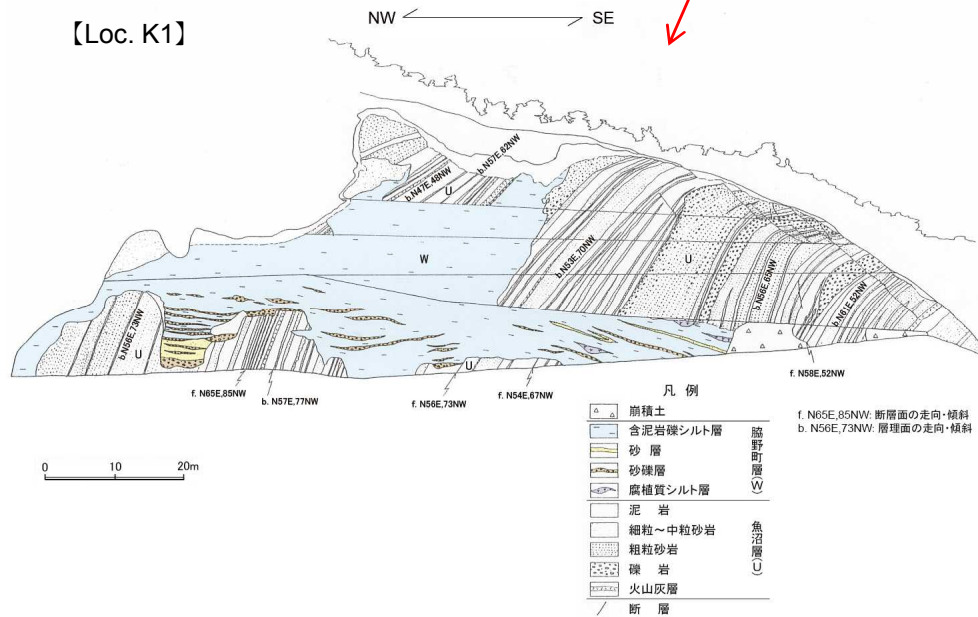 NW SE
【Loc. K1】
b.N57E,62NW
b.N47E,48NW
U
W
b.N53E,70NW
U
b.N56E,65NW
b.N61E,52NW
b.N56E,73NW
U
U
f. N65E,85NW
b. N57E,77NW
f. N56E,73NW
f. N54E,67NW
f. N58E,52NW
0 10 20m
凡 例
崩積土
含泥岩礫シルト層
砂 層
砂礫層
腐植質シルト層
脇野町層(W)
泥 岩
細粒~中粒砂岩
粗粒砂岩
礫 岩
火山灰層
魚沼層(U)
断 層
f. N65E,85NW: 断層面の走向・傾斜
b. N56E,73NW: 層理面の走向・傾斜